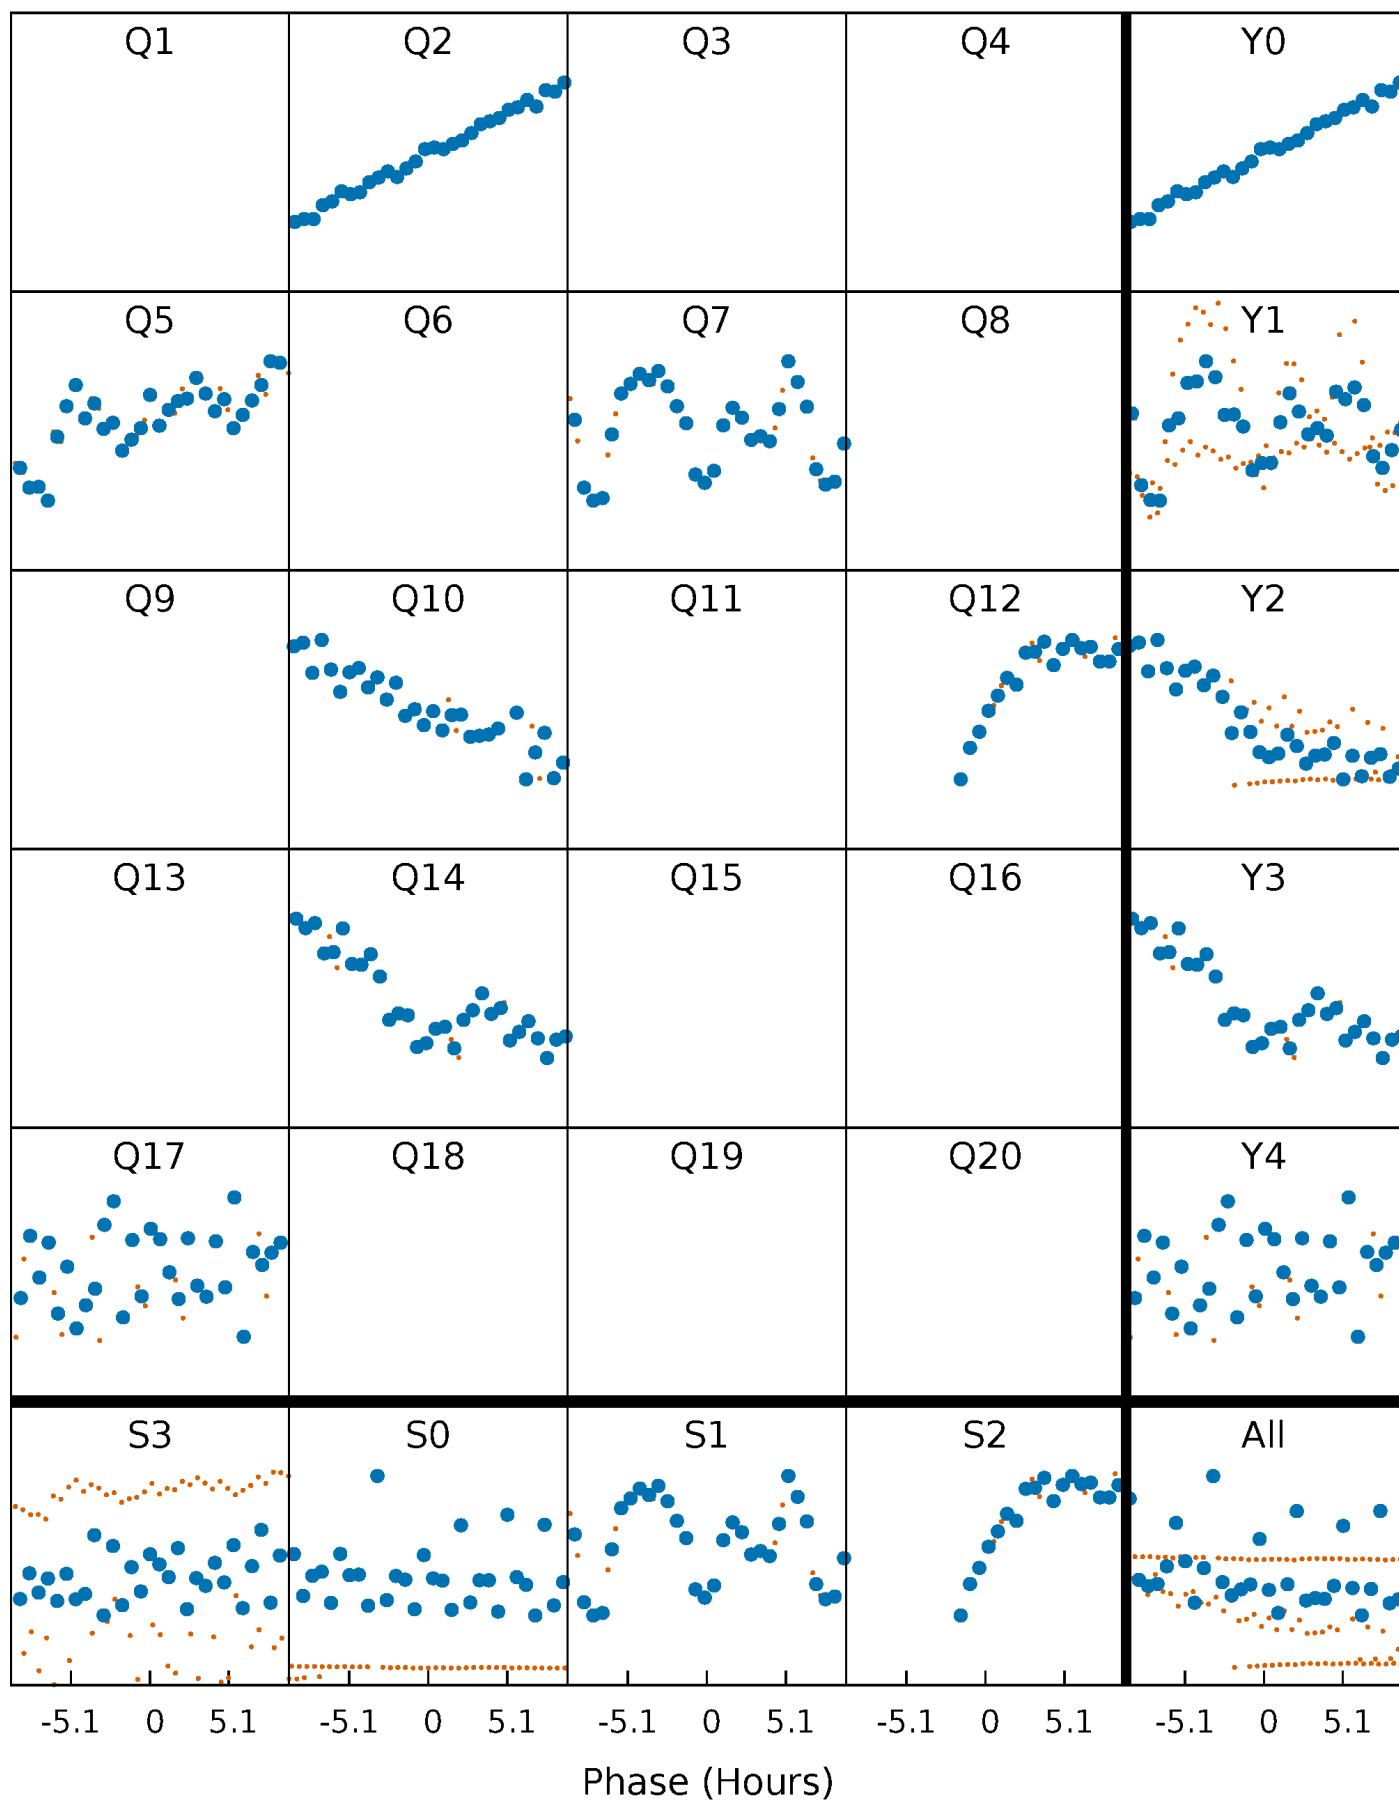 Q1 Q2 Q3 Q4 Y0
Q5 Q6 Q7 Q8 Y1
Q9 Q10 Q11 Q12 Y2
Q13 Q14 Q15 Q16 Y3
Q17 Q18 Q19 Q20 Y4
S3 S0 S1 S2 All
-5.1 0 5.1 -5.1 0 5.1 -5.1 0 5.1 -5.1 0 5.1 -5.1 0 5.1
Phase (Hours)